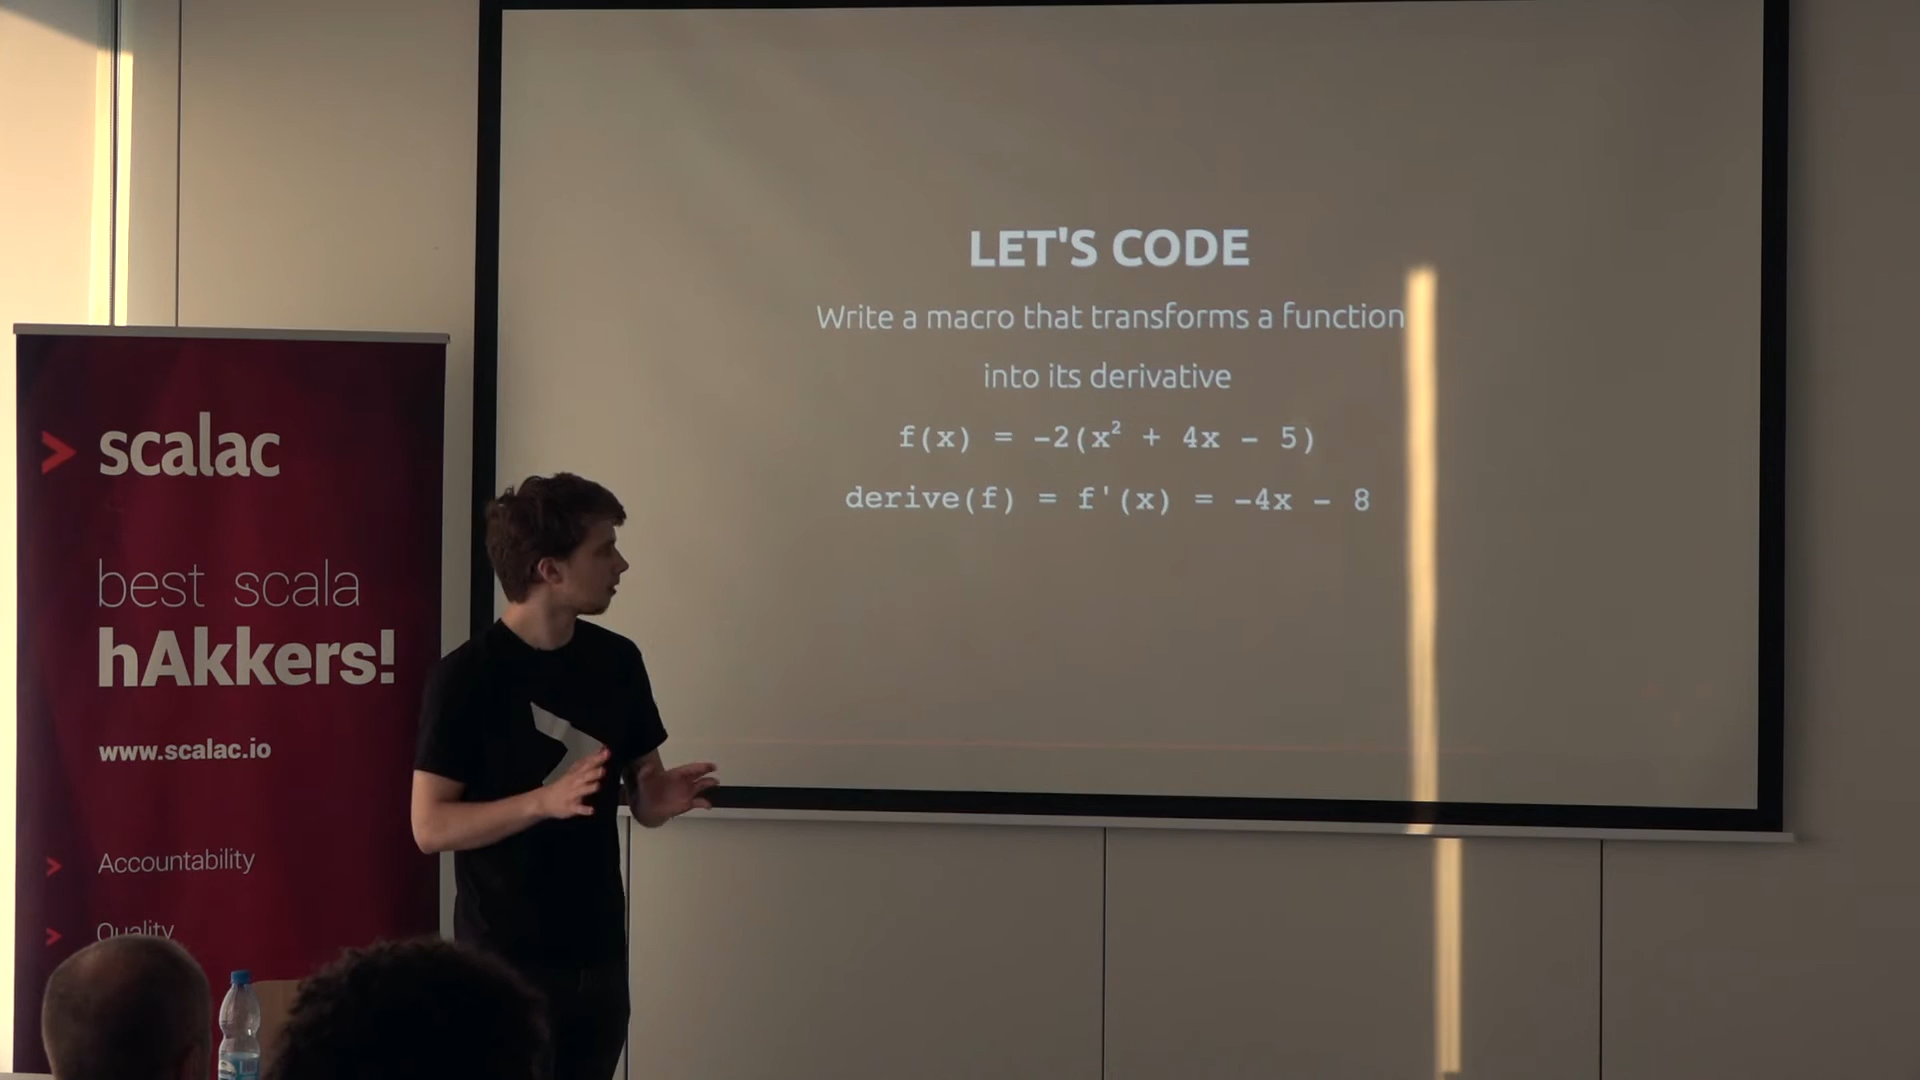 LET'S CODE
Write a macro that transforms a function
into its derivative
f(x) = -2(x² + 4x - 5)
derive(f) = f'(x) = -4x - 8
scalac
best scala
hAkkers!
www.scalac.io
Accountability
Quality